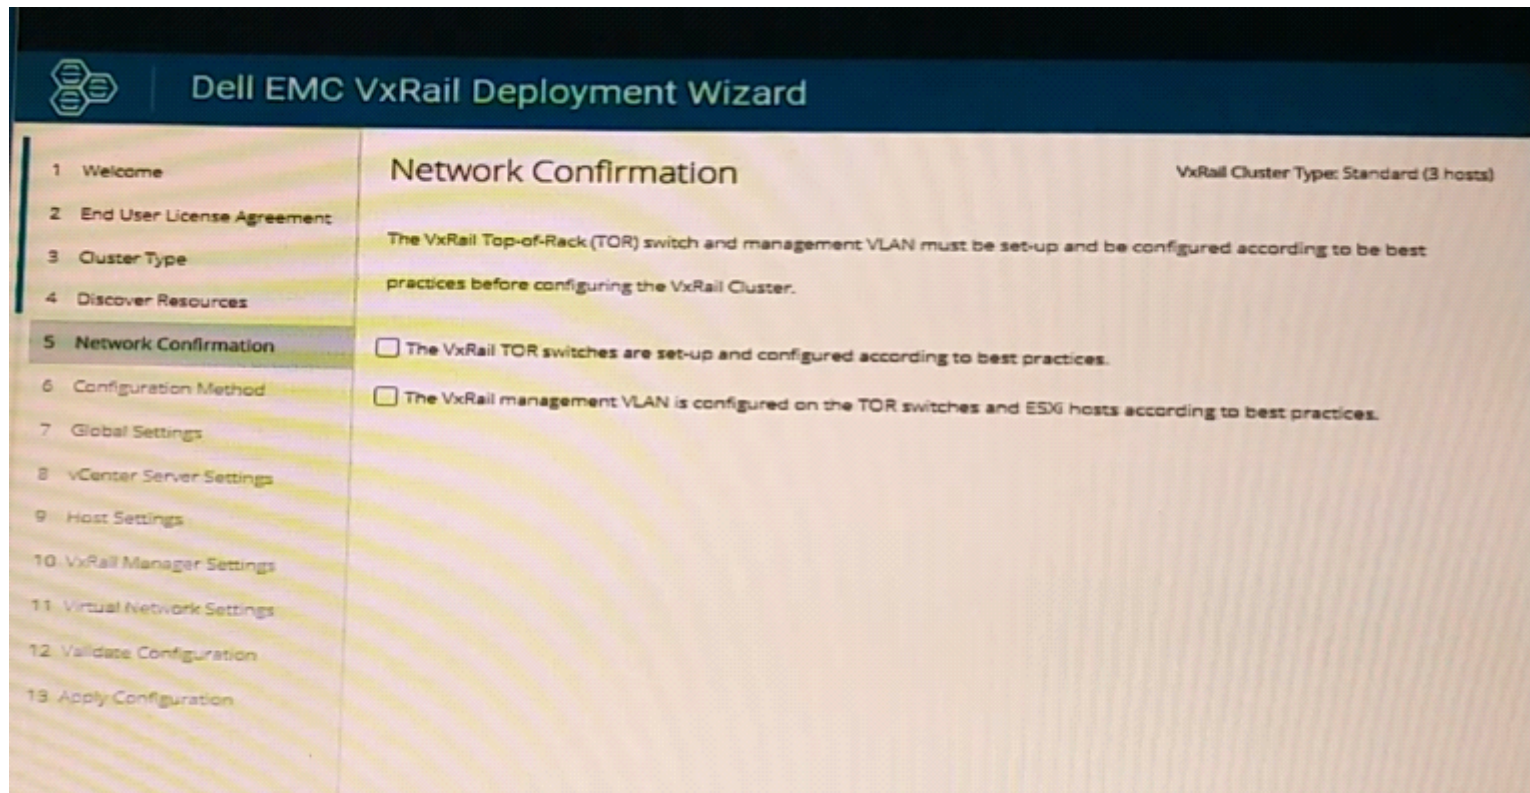 Dell EMC VxRail Deployment Wizard
1 Welcome
2 End User License Agreement
3 Cluster Type
4 Discover Resources
5 Network Confirmation
6 Configuration Method
7 Global Settings
8 vCenter Server Settings
9 Host Settings
10 VxRail Manager Settings
11 Virtual Network Settings
12 Validate Configuration
13 Apply Configuration
Network Confirmation
VxRail Cluster Type: Standard (3 hosts)
The VxRail Top-of-Rack (TOR) switch and management VLAN must be set-up and be configured according to be best
practices before configuring the VxRail Cluster.
The VxRail TOR switches are set-up and configured according to best practices.
The VxRail management VLAN is configured on the TOR switches and ESXi hosts according to best practices.